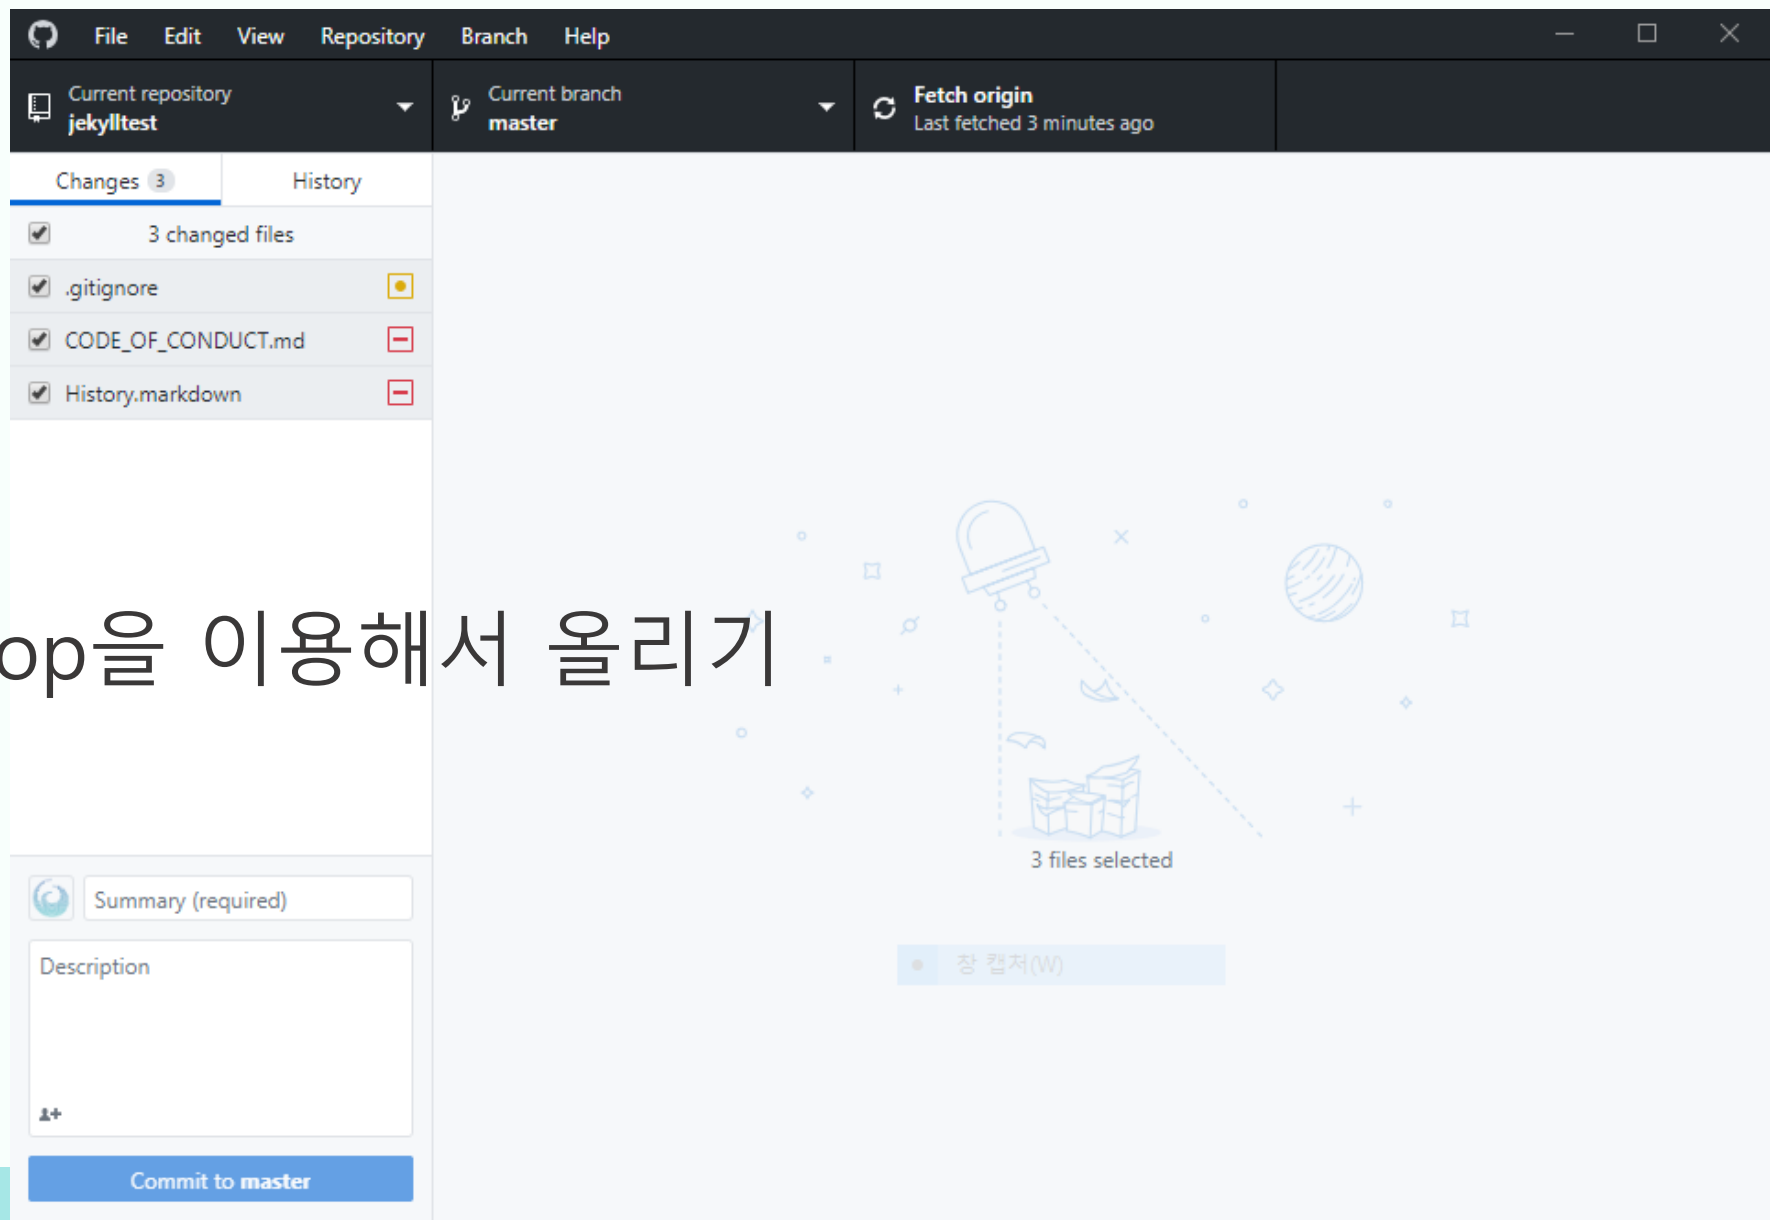 File Edit View Repository Branch Help
Current repository
jekylltest
Current branch
master
Fetch origin
Last fetched 3 minutes ago
Changes 3
History
3 changed files
.gitignore
CODE_OF_CONDUCT.md
History.markdown
op을 이용해서 올리기
3 files selected
Summary (required)
Description
창 캡처(W)
Commit to master